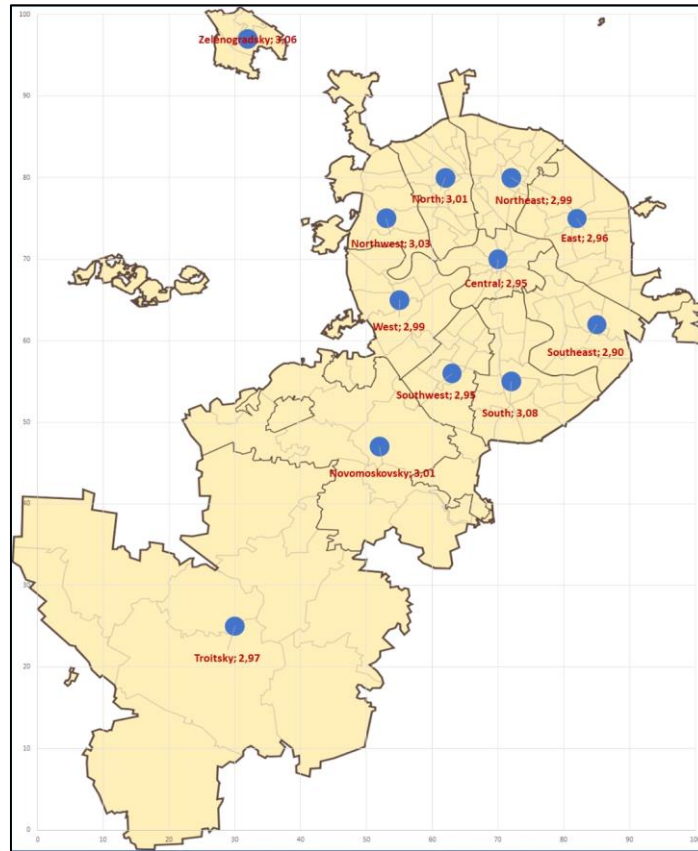 100
Zelenogradsky; 3,06
90
80
North; 3,01
Northeast; 2,99
Northwest; 3,03
East; 2,96
70
Central; 2,95
West; 2,99
60
Southeast; 2,90
Southwest; 2,95
South; 3,08
50
Novomoskovsky; 3,01
40
30
Troitsky; 2,97
20
10
0
0 10 20 30 40 50 60 70 80 90 100